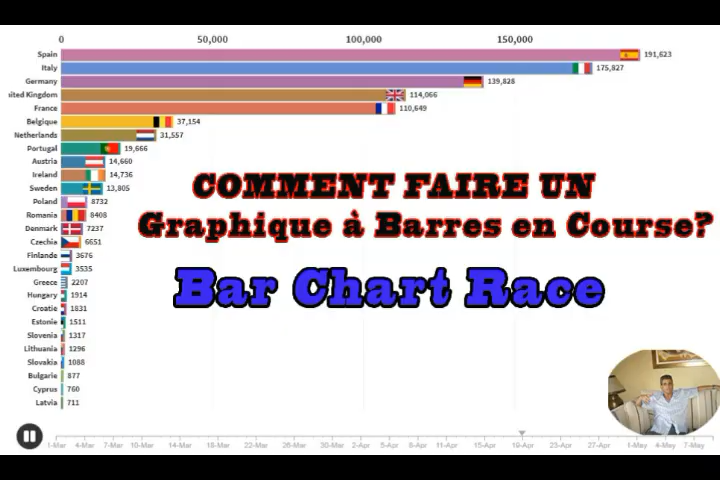 0 50,000 100,000 150,000
Spain 191,623
Italy 175,827
Germany 139,828
ited Kingdom 114,066
France 110,649
Belgique 37,154
Netherlands 31,557
Portugal 19,666
Austria 14,660
Ireland 14,736
Sweden 13,805
Poland 8732
Romania 8408
Denmark 7237
Czechia 6651
Finlande 3676
Luxembourg 3535
Greece 2207
Hungary 1914
Croatie 1831
Estonie 1511
Slovenia 1317
Lithuania 1296
Slovakia 1088
Bulgarie 877
Cyprus 760
Latvia 711
COMMENT FAIRE UN
Graphique à Barres en Course?
Bar Chart Race
1-Mar 4-Mar 7-Mar 10-Mar 14-Mar 18-Mar 22-Mar 26-Mar 30-Mar 2-Apr 5-Apr 8-Apr 11-Apr 15-Apr 19-Apr 23-Apr 27-Apr 1-May 4-May 7-May